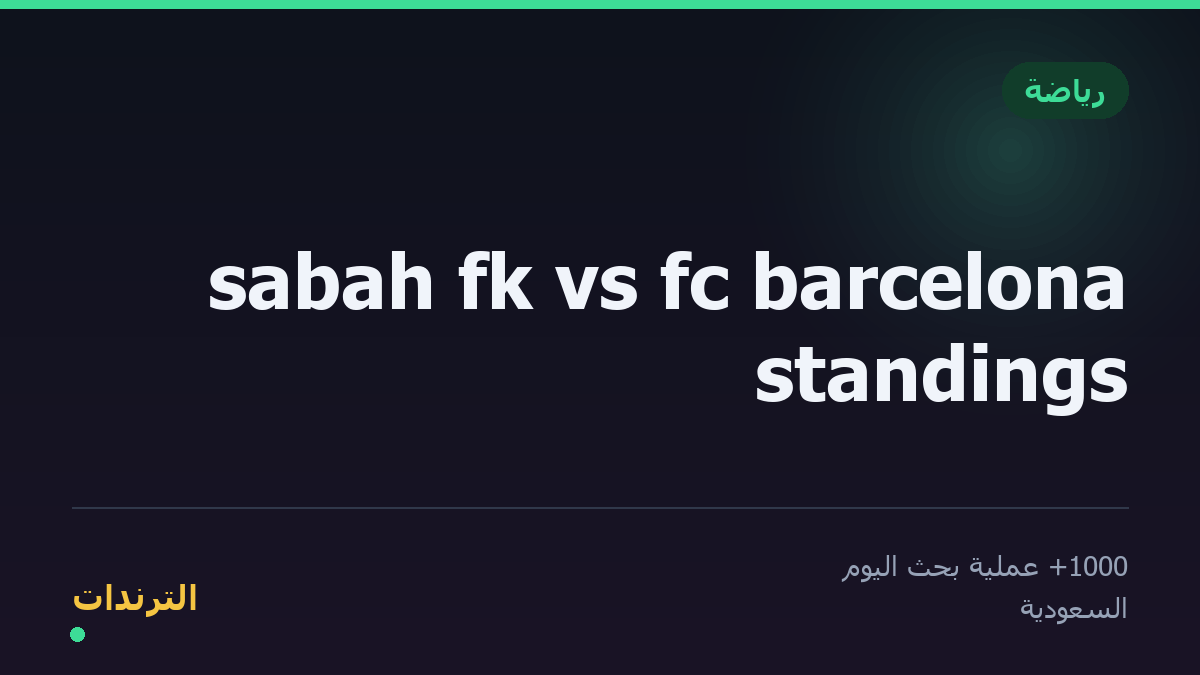 رياضة
sabah fk vs fc barcelona
standings
+1000 عملية بحث اليوم
السعودية
الترندات